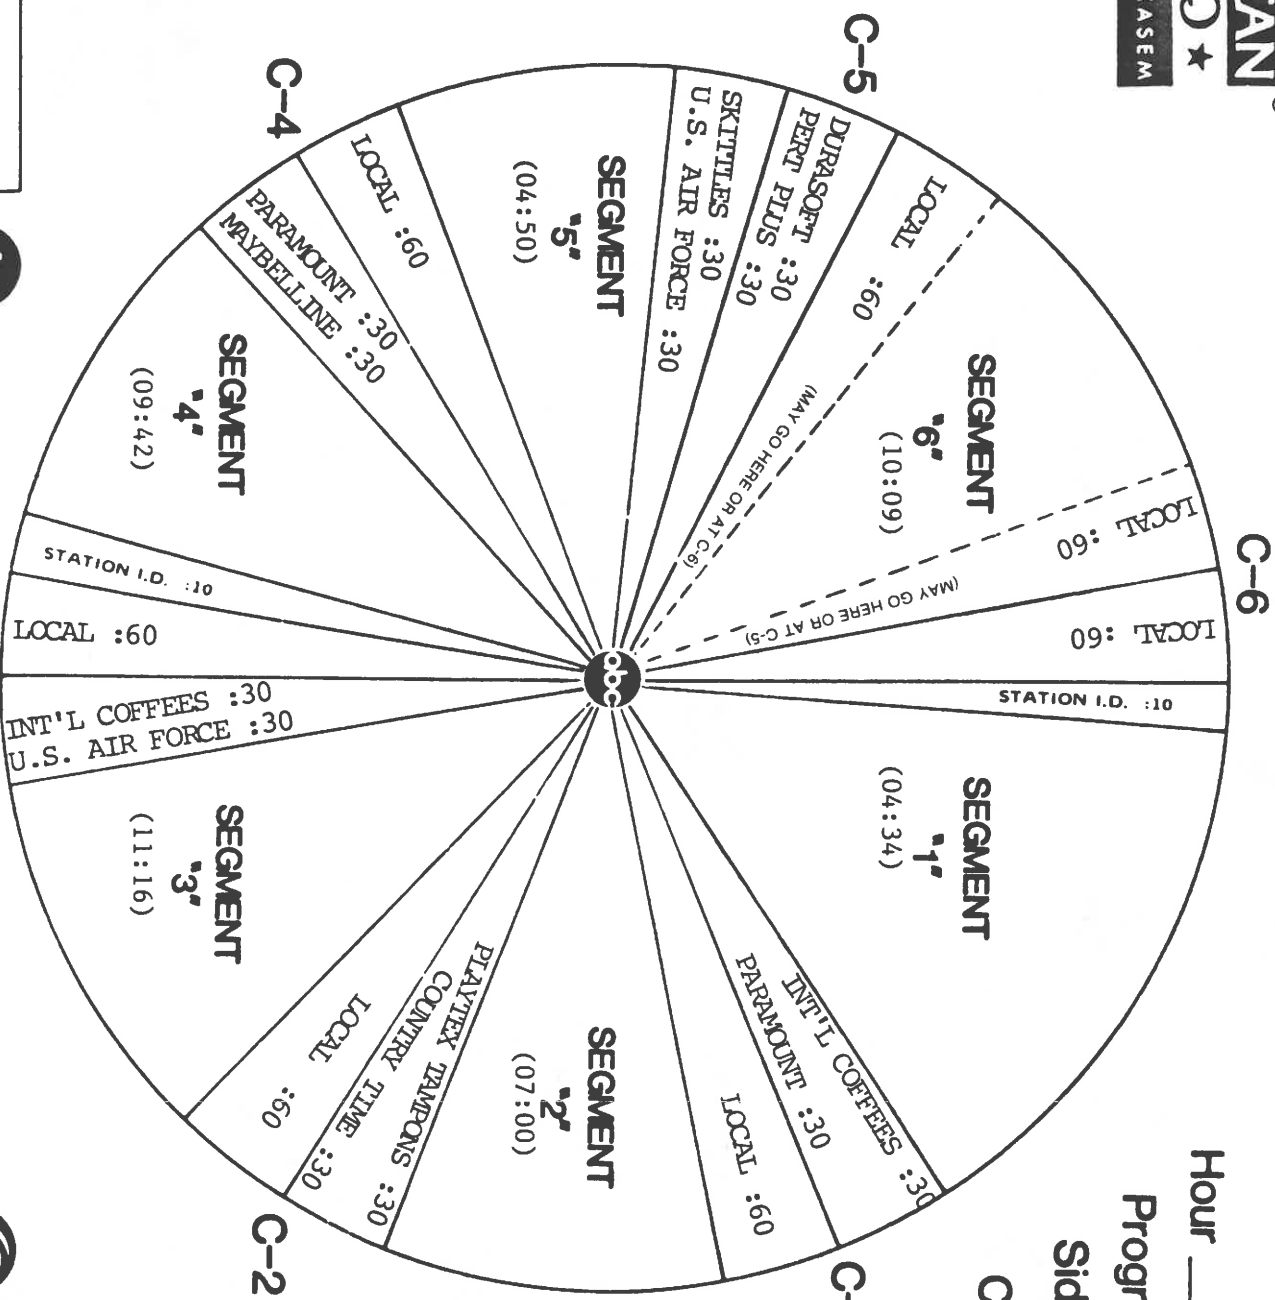 CAN
★
CASEM
Hour
Progr
Sid
STATION I.D. :10
SEGMENT
"1"
(04:34)
INT'L COFFEES :30
PARAMOUNT :30
C-
LOCAL :60
SEGMENT
"2"
(07:00)
PLAYTEX TAMPONS :30
COUNTRY TIME :30
C-2
LOCAL :60
SEGMENT
"3"
(11:16)
INT'L COFFEES :30
U.S. AIR FORCE :30
LOCAL :60
STATION I.D. :10
SEGMENT
"4"
(09:42)
PARAMOUNT :30
MAYBELLINE :30
C-4
LOCAL :60
SEGMENT
"5"
(04:50)
SKITTLES :30
U.S. AIR FORCE :30
DURASOFT :30
PERT PLUS :30
C-5
LOCAL :60
(MAY GO HERE OR AT C-6)
SEGMENT
"6"
(10:09)
LOCAL :60
(MAY GO HERE OR AT C-5)
C-6
LOCAL :60
abc